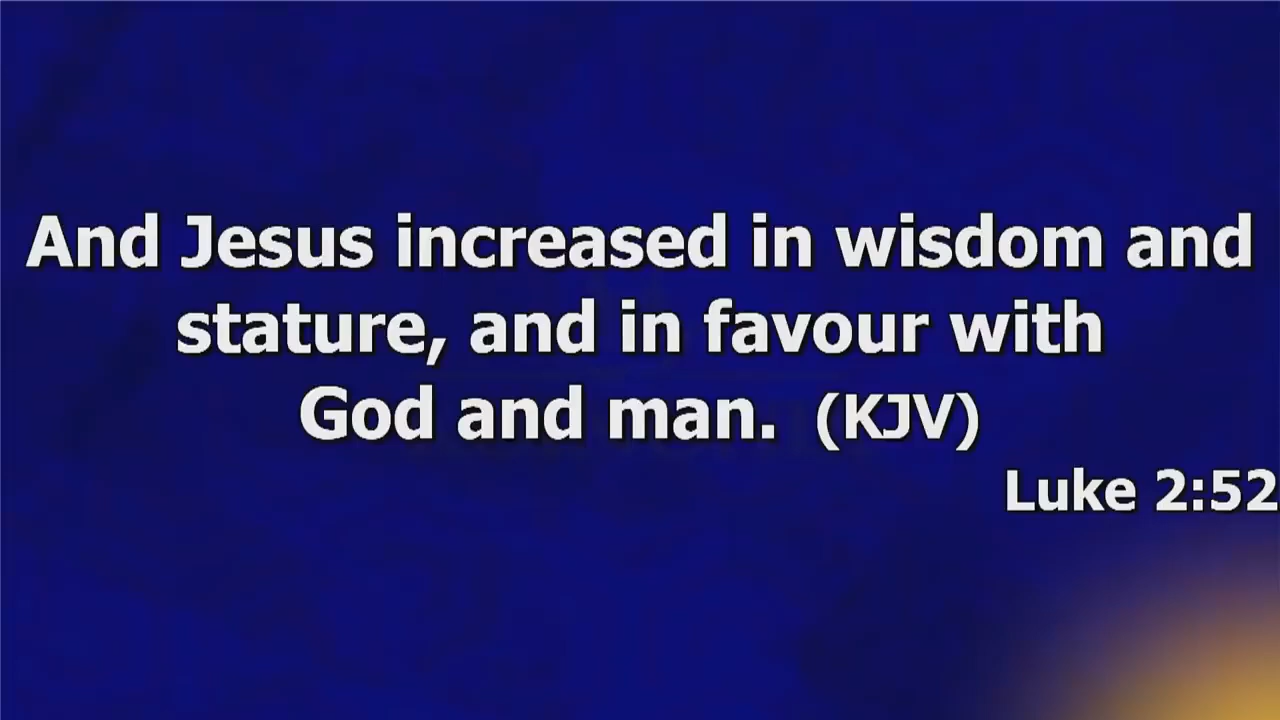 And Jesus increased in wisdom and
stature, and in favour with
God and man. (KJV)
Luke 2:52